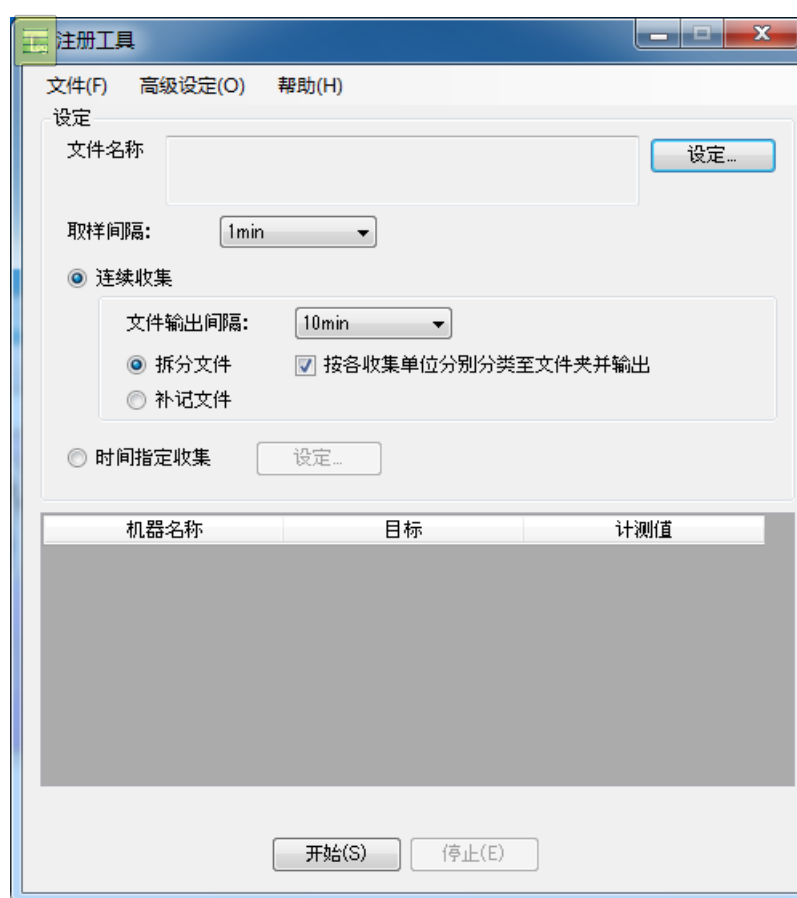 注册工具
文件(F) 高级设定(O) 帮助(H)
设定
文件名称 设定...
取样间隔: 1min
连续收集
文件输出间隔: 10min
拆分文件 按各收集单位分别分类至文件夹并输出
补记文件
时间指定收集 设定...
机器名称 目标 计测值
开始(S) 停止(E)